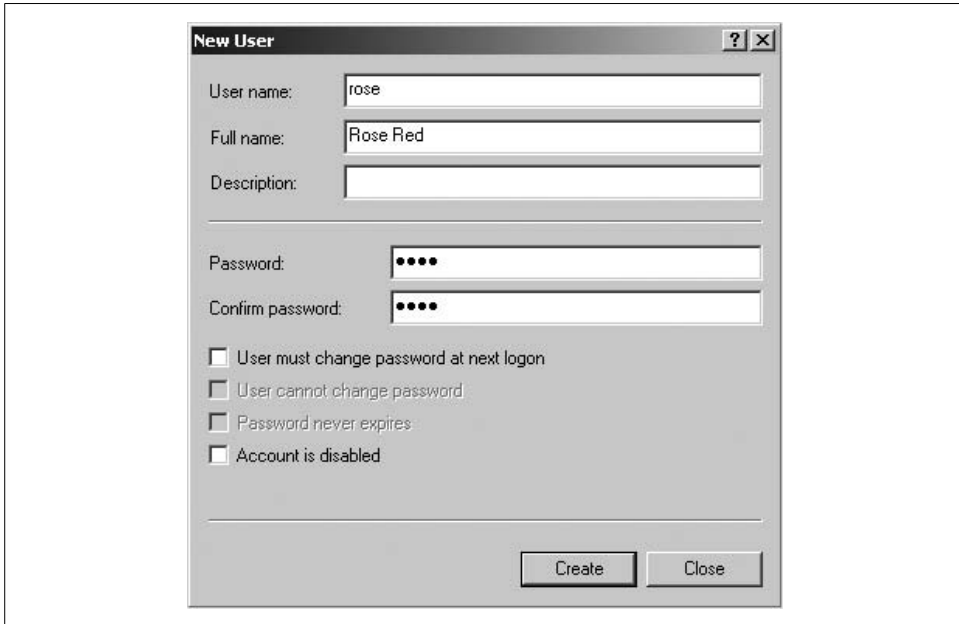 New User
User name: rose
Full name: Rose Red
Description:
Password: ●●●●
Confirm password: ●●●●
User must change password at next logon
User cannot change password
Password never expires
Account is disabled
Create Close